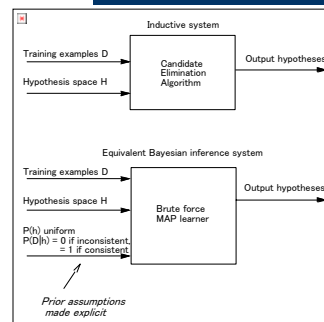 Inductive system
Training examples D
Hypothesis space H
Candidate
Elimination
Algorithm
Output hypotheses
Equivalent Bayesian inference system
Training examples D
Hypothesis space H
P(h) uniform
P(D|h) = 0 if inconsistent,
= 1 if consistent
Brute force
MAP learner
Output hypotheses
Prior assumptions
made explicit